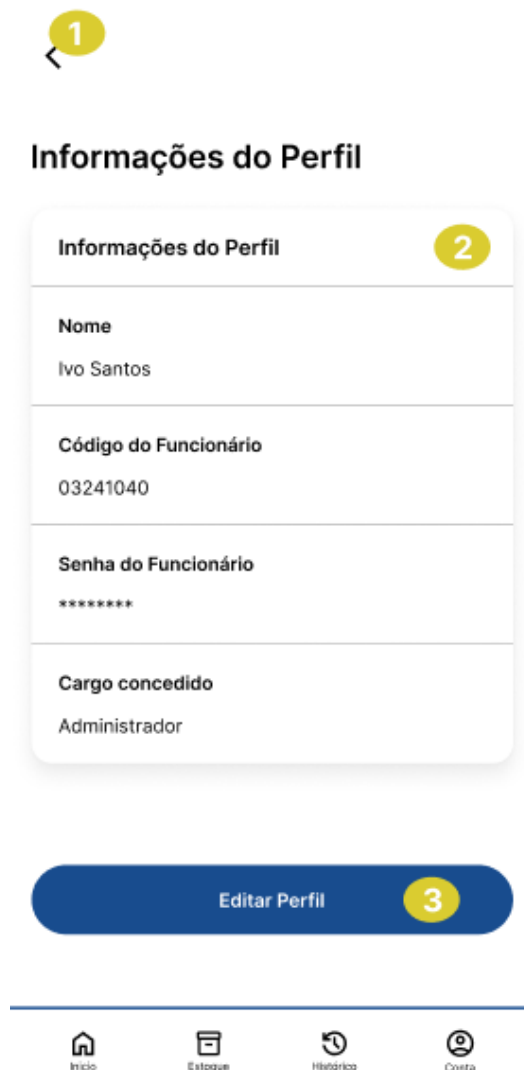 1
Informações do Perfil
Informações do Perfil 2
Nome
Ivo Santos
Código do Funcionário
03241040
Senha do Funcionário
********
Cargo concedido
Administrador
Editar Perfil 3
Início Estoque Histórico Conta